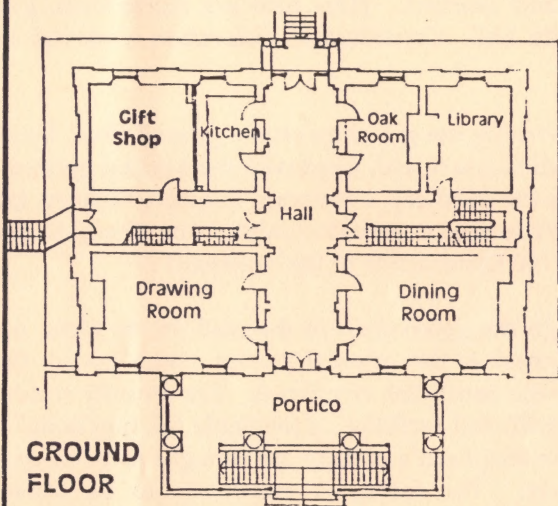 Gift
Shop
Kitchen
Oak
Room
Library
Hall
Drawing
Room
Dining
Room
Portico
GROUND
FLOOR